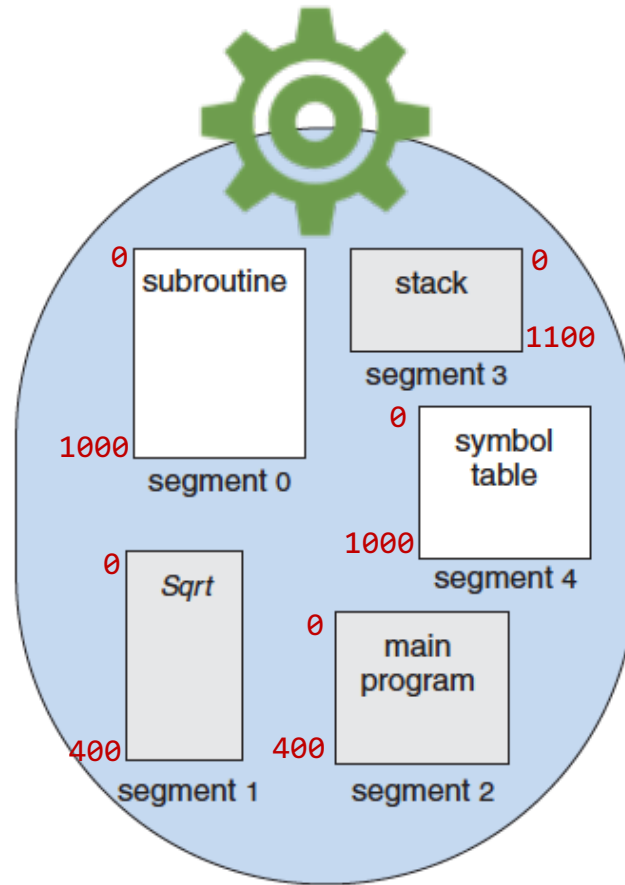 0
subroutine
1000
segment 0
0
stack
1100
segment 3
0
symbol
table
1000
segment 4
0
Sqrt
400
segment 1
0
main
program
400
segment 2